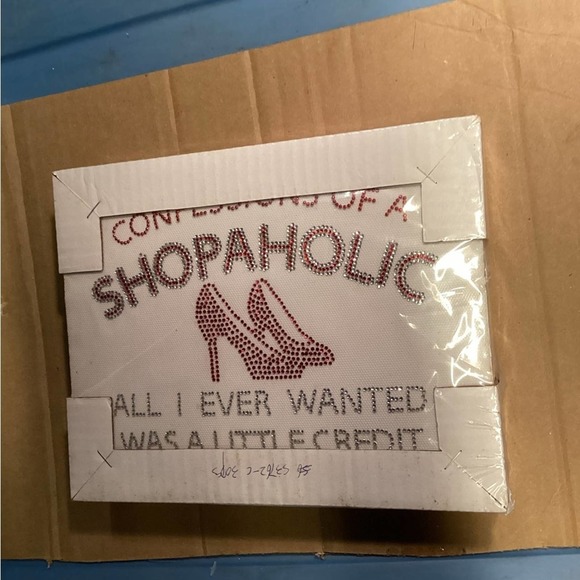 CONFESSIONS OF A
SHOPAHOLIC
ALL I EVER WANTED
WAS A LITTLE CREDIT